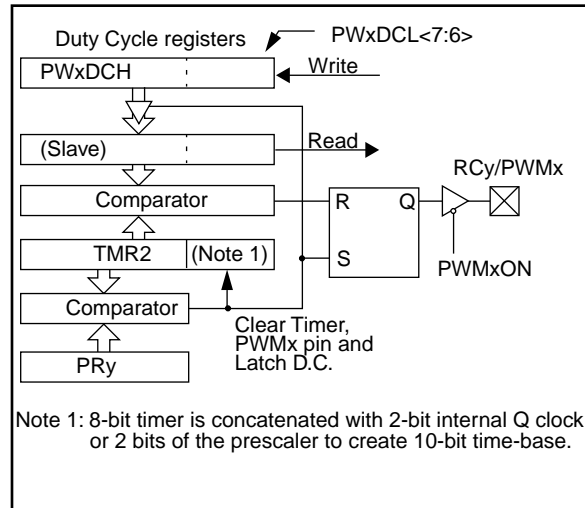 Duty Cycle registers
PWxDCL<7:6>
PWxDCH
Write
(Slave)
Read
RCy/PWMx
Comparator
R
Q
TMR2
(Note 1)
S
PWMxON
Comparator
Clear Timer,
PWMx pin and
Latch D.C.
PRy
Note 1: 8-bit timer is concatenated with 2-bit internal Q clock
or 2 bits of the prescaler to create 10-bit time-base.